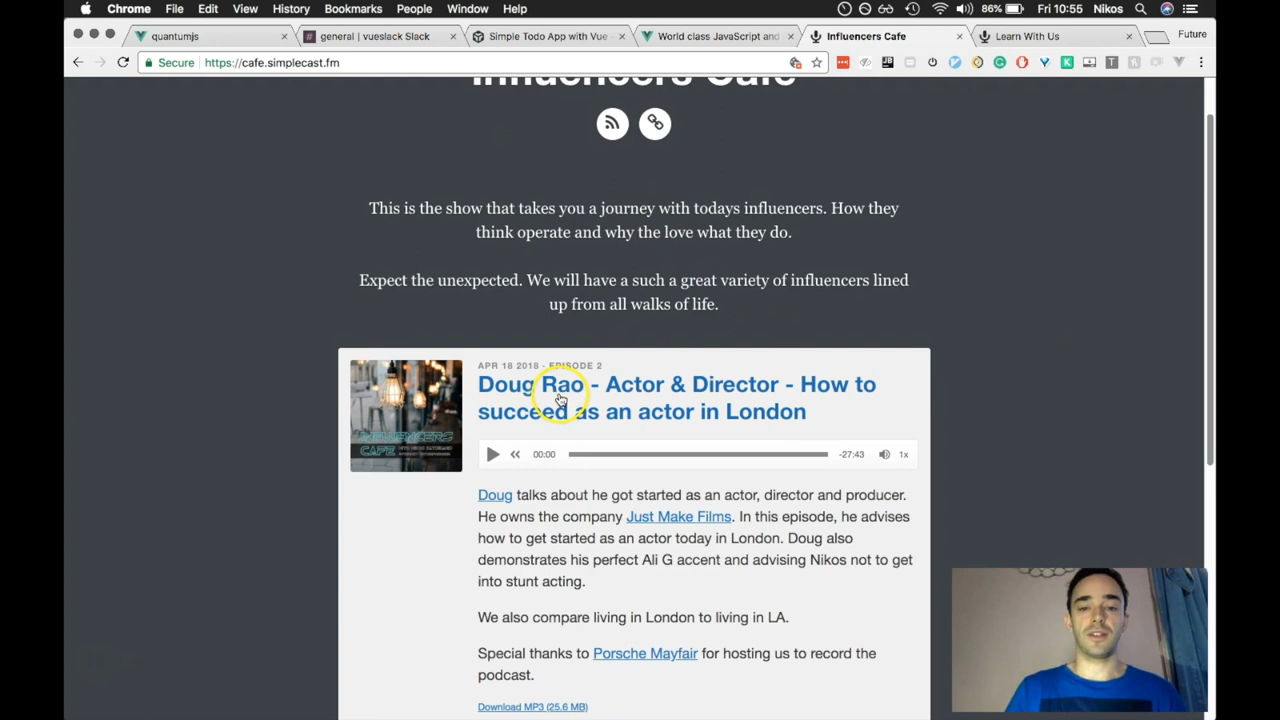 Chrome File Edit View History Bookmarks People Window Help 86% Fri 10:55 Nikos
quantumjs general | vueslack Slack Simple Todo App with Vue - World class JavaScript and Influencers Cafe Learn With Us Future
Secure https://cafe.simplecast.fm
Influencers Cafe
This is the show that takes you a journey with todays influencers. How they
think operate and why the love what they do.
Expect the unexpected. We will have a such a great variety of influencers lined
up from all walks of life.
APR 18 2018 - EPISODE 2
Doug Rao - Actor & Director - How to
succeed as an actor in London
INFLUENCERS
CAFE
00:00 -27:43 1x
Doug talks about he got started as an actor, director and producer.
He owns the company Just Make Films. In this episode, he advises
how to get started as an actor today in London. Doug also
demonstrates his perfect Ali G accent and advising Nikos not to get
into stunt acting.
We also compare living in London to living in LA.
Special thanks to Porsche Mayfair for hosting us to record the
podcast.
Download MP3 (25.6 MB)